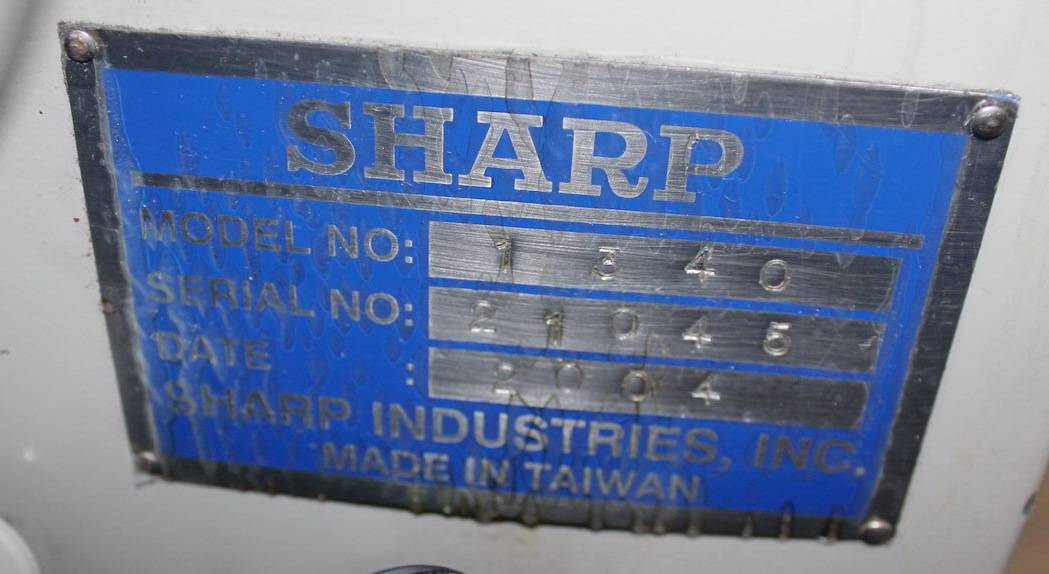 SHARP
MODEL NO: 1340
SERIAL NO: 21045
DATE : 2004
SHARP INDUSTRIES, INC.
MADE IN TAIWAN